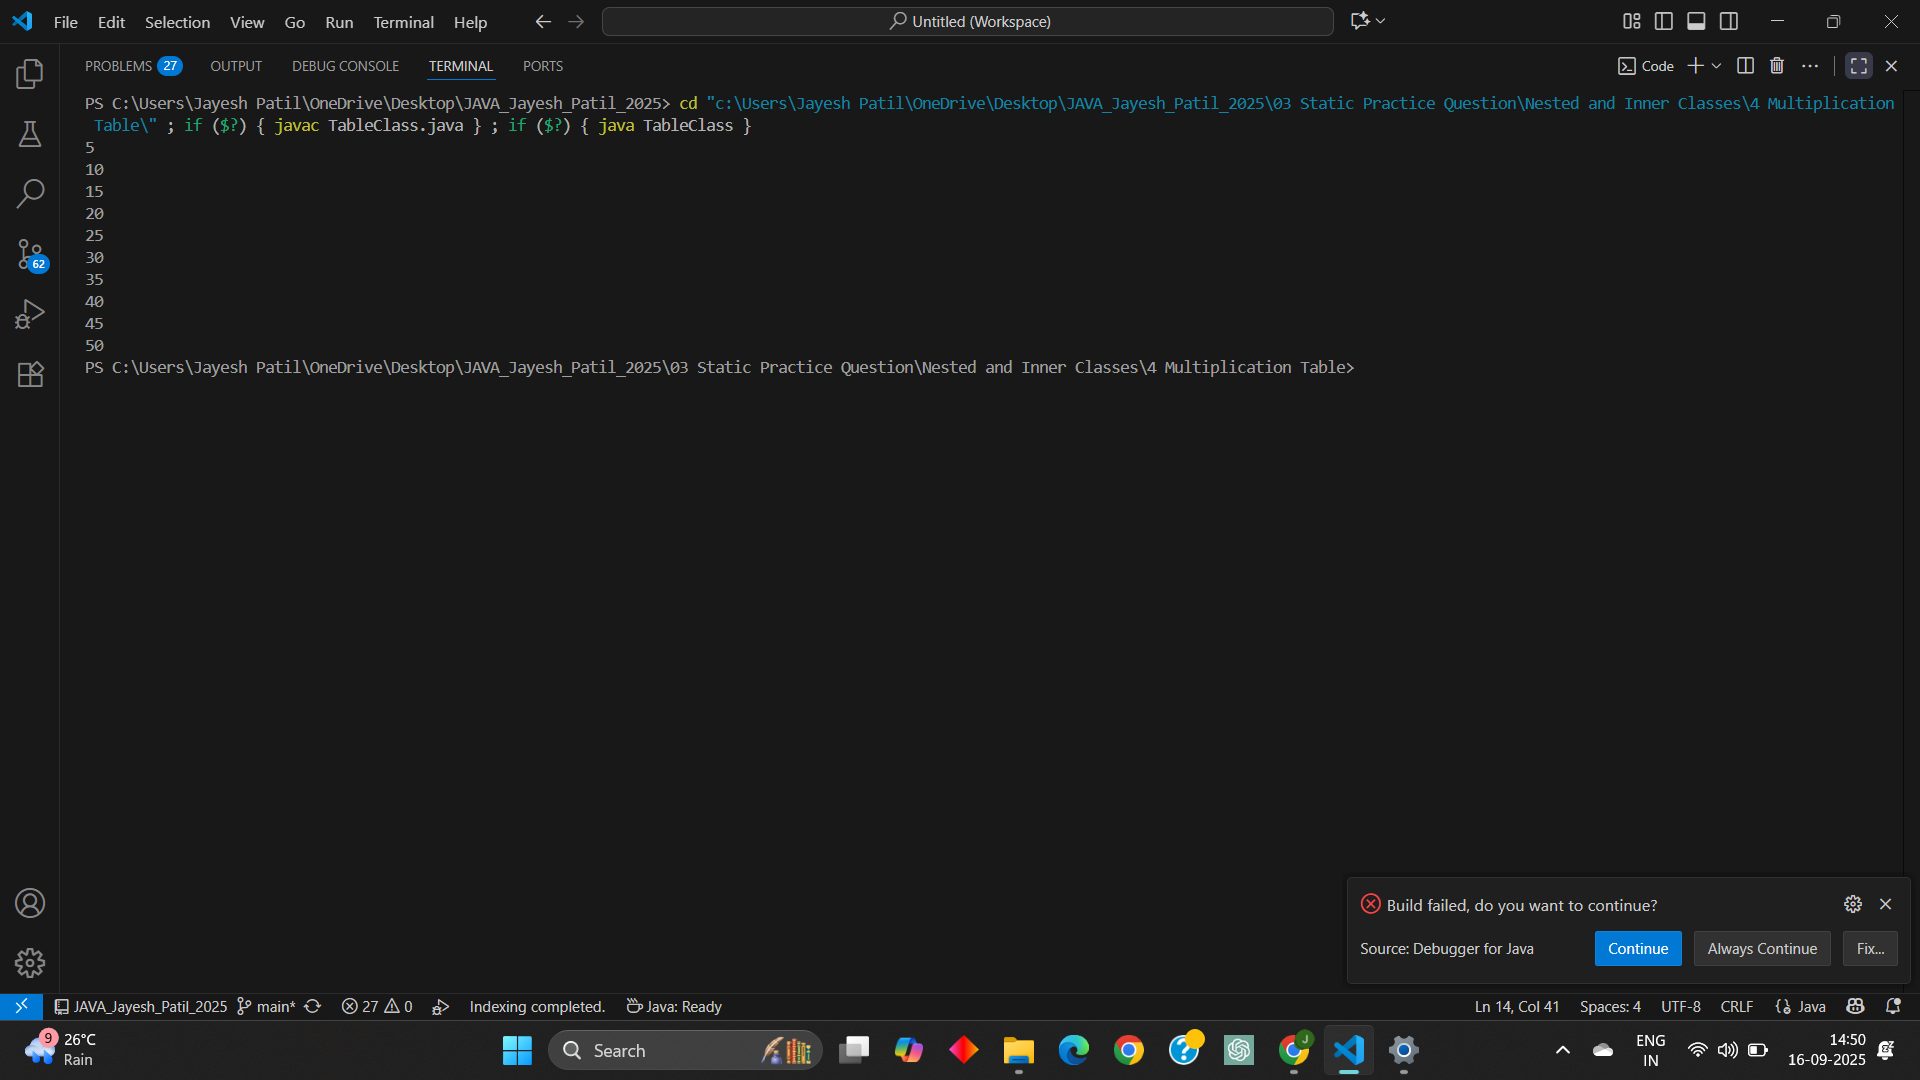 File Edit Selection View Go Run Terminal Help
Untitled (Workspace)
PROBLEMS 27 OUTPUT DEBUG CONSOLE TERMINAL PORTS
Code
PS C:\Users\Jayesh Patil\OneDrive\Desktop\JAVA_Jayesh_Patil_2025> cd "c:\Users\Jayesh Patil\OneDrive\Desktop\JAVA_Jayesh_Patil_2025\03 Static Practice Question\Nested and Inner Classes\4 Multiplication
Table\" ; if ($?) { javac TableClass.java } ; if ($?) { java TableClass }
5
10
15
20
25
30
35
40
45
50
PS C:\Users\Jayesh Patil\OneDrive\Desktop\JAVA_Jayesh_Patil_2025\03 Static Practice Question\Nested and Inner Classes\4 Multiplication Table>
62
Build failed, do you want to continue?
Source: Debugger for Java Continue Always Continue Fix...
JAVA_Jayesh_Patil_2025 main* 27 0 Indexing completed. Java: Ready
Ln 14, Col 41 Spaces: 4 UTF-8 CRLF Java
9 26°C
Rain
Search
J
ENG
IN
14:50
16-09-2025